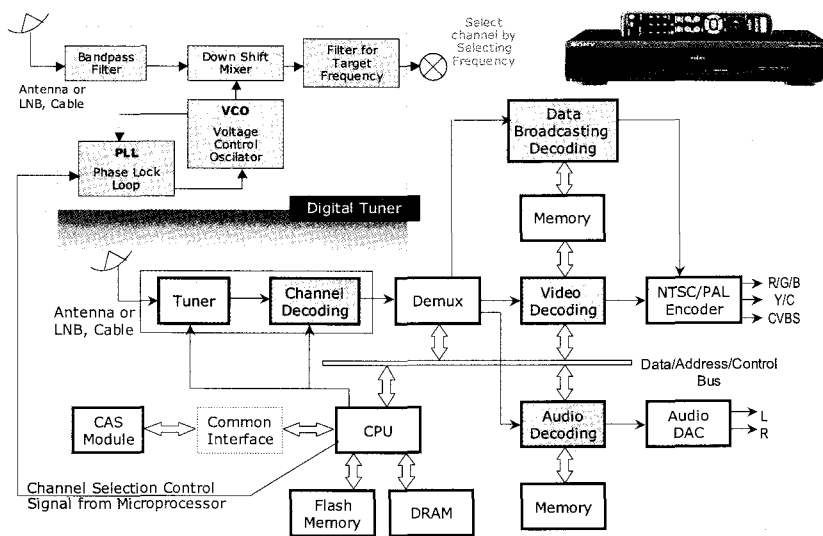 Select
channel by
Selecting
Frequency
Bandpass
Filter
Down Shift
Mixer
Filter for
Target
Frequency
Antenna or
LNB, Cable
VCO
Voltage
Control
Oscilator
PLL
Phase Lock
Loop
SONY
Digital Tuner
Data
Broadcasting
Decoding
Memory
Antenna or
LNB, Cable
Tuner
Channel
Decoding
Demux
Video
Decoding
NTSC/PAL
Encoder
R/G/B
Y/C
CVBS
Data/Address/Control
Bus
CAS
Module
Common
Interface
CPU
Audio
Decoding
Audio
DAC
L
R
Channel Selection Control
Signal from Microprocessor
Flash
Memory
DRAM
Memory